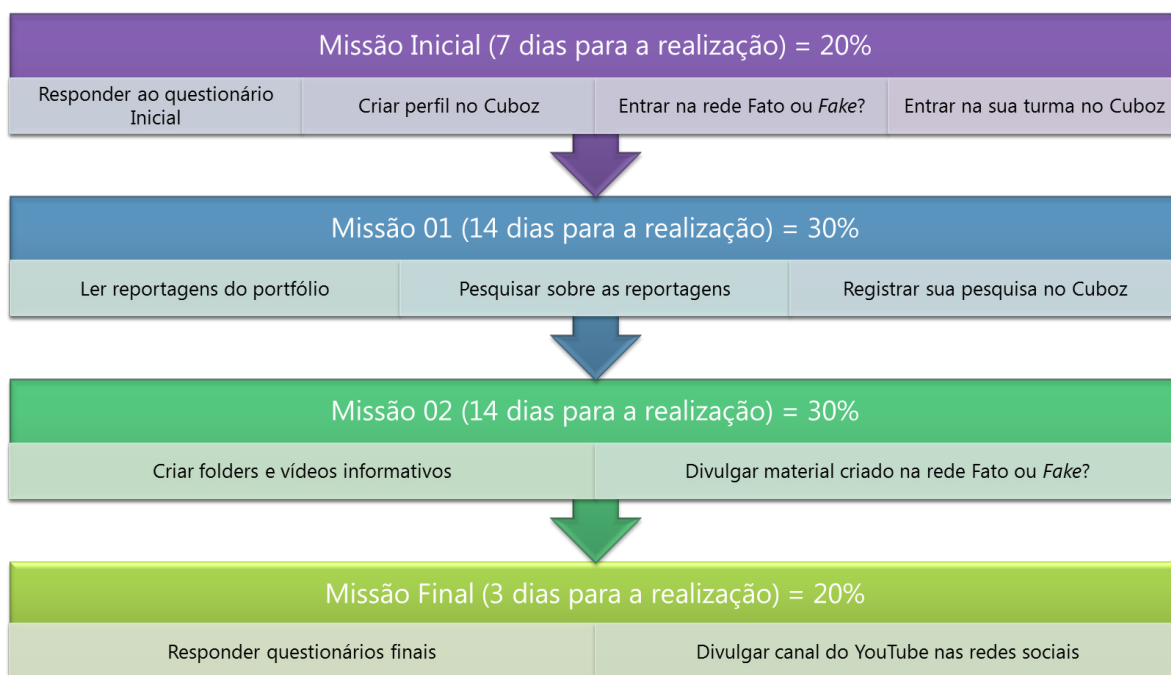 Missão Inicial (7 dias para a realização) = 20%
Responder ao questionário
Inicial
Criar perfil no Cuboz
Entrar na rede Fato ou Fake?
Entrar na sua turma no Cuboz
Missão 01 (14 dias para a realização) = 30%
Ler reportagens do portfólio
Pesquisar sobre as reportagens
Registrar sua pesquisa no Cuboz
Missão 02 (14 dias para a realização) = 30%
Criar folders e vídeos informativos
Divulgar material criado na rede Fato ou Fake?
Missão Final (3 dias para a realização) = 20%
Responder questionários finais
Divulgar canal do YouTube nas redes sociais